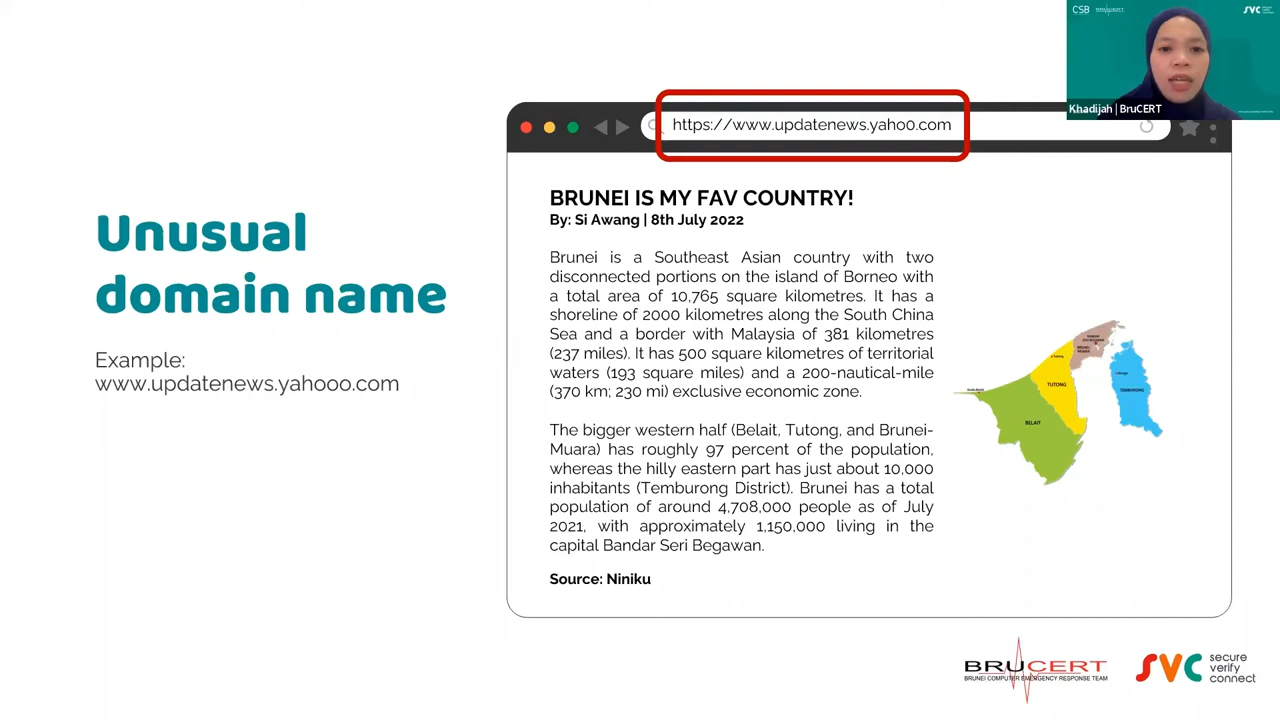 CSB
Khadijah | BruCERT
https://www.updatenews.yaho0.com
Unusual
domain name
Example:
www.updatenews.yahooo.com
BRUNEI IS MY FAV COUNTRY!
By: Si Awang | 8th July 2022
Brunei is a Southeast Asian country with two
disconnected portions on the island of Borneo with
a total area of 10,765 square kilometres. It has a
shoreline of 2000 kilometres along the South China
Sea and a border with Malaysia of 381 kilometres
(237 miles). It has 500 square kilometres of territorial
waters (193 square miles) and a 200-nautical-mile
(370 km; 230 mi) exclusive economic zone.
The bigger western half (Belait, Tutong, and Brunei-
Muara) has roughly 97 percent of the population,
whereas the hilly eastern part has just about 10,000
inhabitants (Temburong District). Brunei has a total
population of around 4,708,000 people as of July
2021, with approximately 1,150,000 living in the
capital Bandar Seri Begawan.
Source: Niniku
TUTONG
BELAIT
TEMBURONG
BRUCERT
BRUNEI COMPUTER EMERGENCY RESPONSE TEAM
SVC
secure
verify
connect